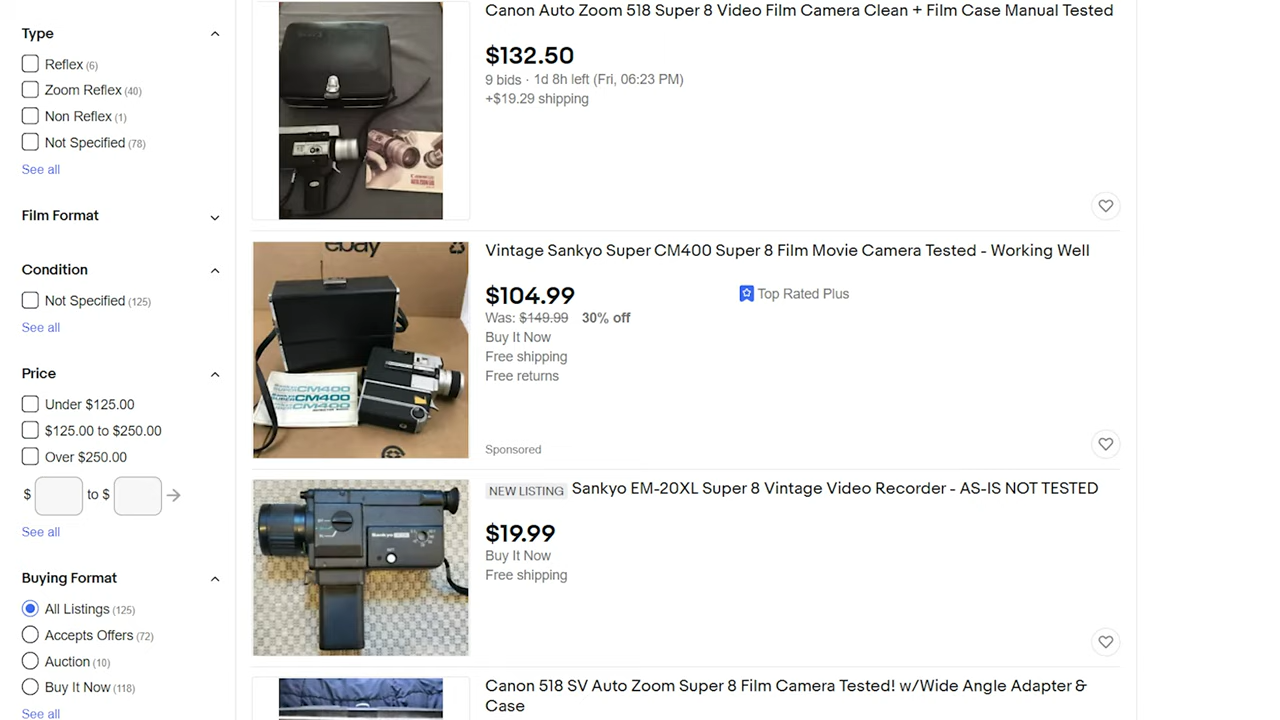 Type
Reflex (6)
Zoom Reflex (40)
Non Reflex (1)
Not Specified (78)
See all
Film Format
Condition
Not Specified (125)
See all
Price
Under $125.00
$125.00 to $250.00
Over $250.00
$ to $
See all
Buying Format
All Listings (125)
Accepts Offers (72)
Auction (10)
Buy It Now (118)
See all
Canon Auto Zoom 518 Super 8 Video Film Camera Clean + Film Case Manual Tested
$132.50
9 bids · 1d 8h left (Fri, 06:23 PM)
+$19.29 shipping
ebay
CM400
CM400
CM400
Vintage Sankyo Super CM400 Super 8 Film Movie Camera Tested - Working Well
$104.99
Top Rated Plus
Was: $149.99 30% off
Buy It Now
Free shipping
Free returns
Sponsored
NEW LISTING Sankyo EM-20XL Super 8 Vintage Video Recorder - AS-IS NOT TESTED
$19.99
Buy It Now
Free shipping
Canon 518 SV Auto Zoom Super 8 Film Camera Tested! w/Wide Angle Adapter &
Case